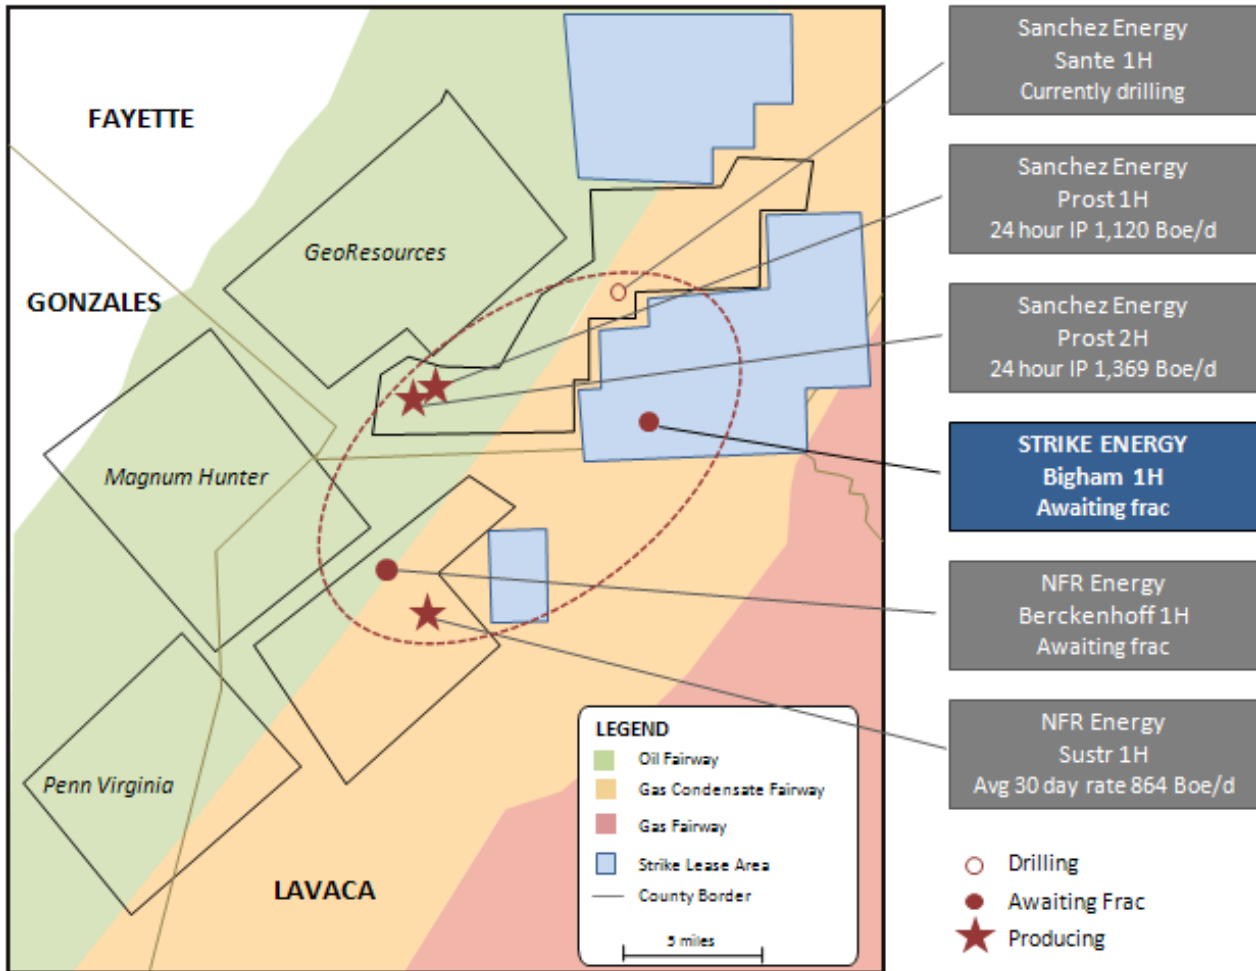 FAYETTE
GONZALES
GeoResources
Magnum Hunter
Penn Virginia
LAVACA
LEGEND
Oil Fairway
Gas Condensate Fairway
Gas Fairway
Strike Lease Area
County Border
5 miles
Sanchez Energy
Sante 1H
Currently drilling
Sanchez Energy
Prost 1H
24 hour IP 1,120 Boe/d
Sanchez Energy
Prost 2H
24 hour IP 1,369 Boe/d
STRIKE ENERGY
Bigham 1H
Awaiting frac
NFR Energy
Berckenhoff 1H
Awaiting frac
NFR Energy
Sustr 1H
Avg 30 day rate 864 Boe/d
Drilling
Awaiting Frac
Producing